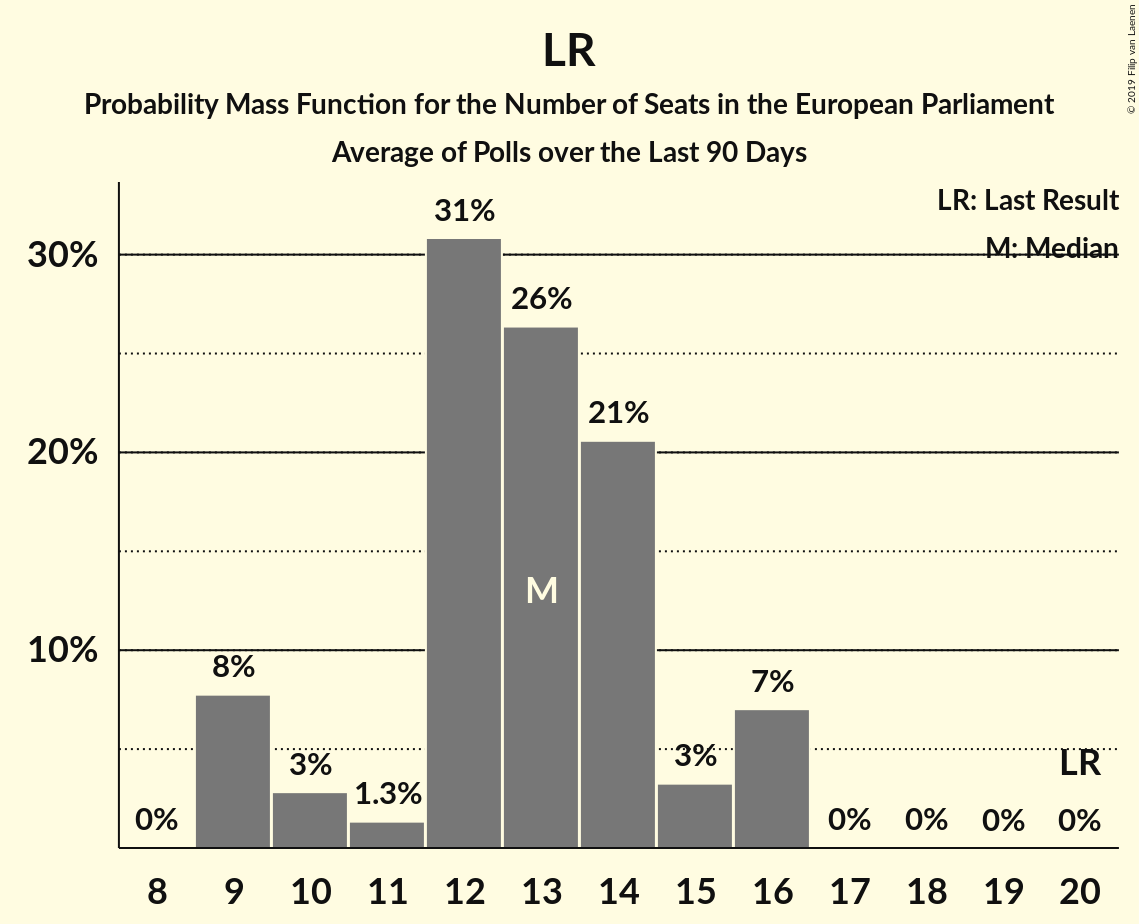 LR
Probability Mass Function for the Number of Seats in the European Parliament
Average of Polls over the Last 90 Days
© 2019 Filip van Laenen
LR: Last Result
M: Median
30%
20%
10%
0%
8%
3%
1.3%
31%
26%
21%
3%
7%
0%
0%
0%
0%
M
LR
8 9 10 11 12 13 14 15 16 17 18 19 20